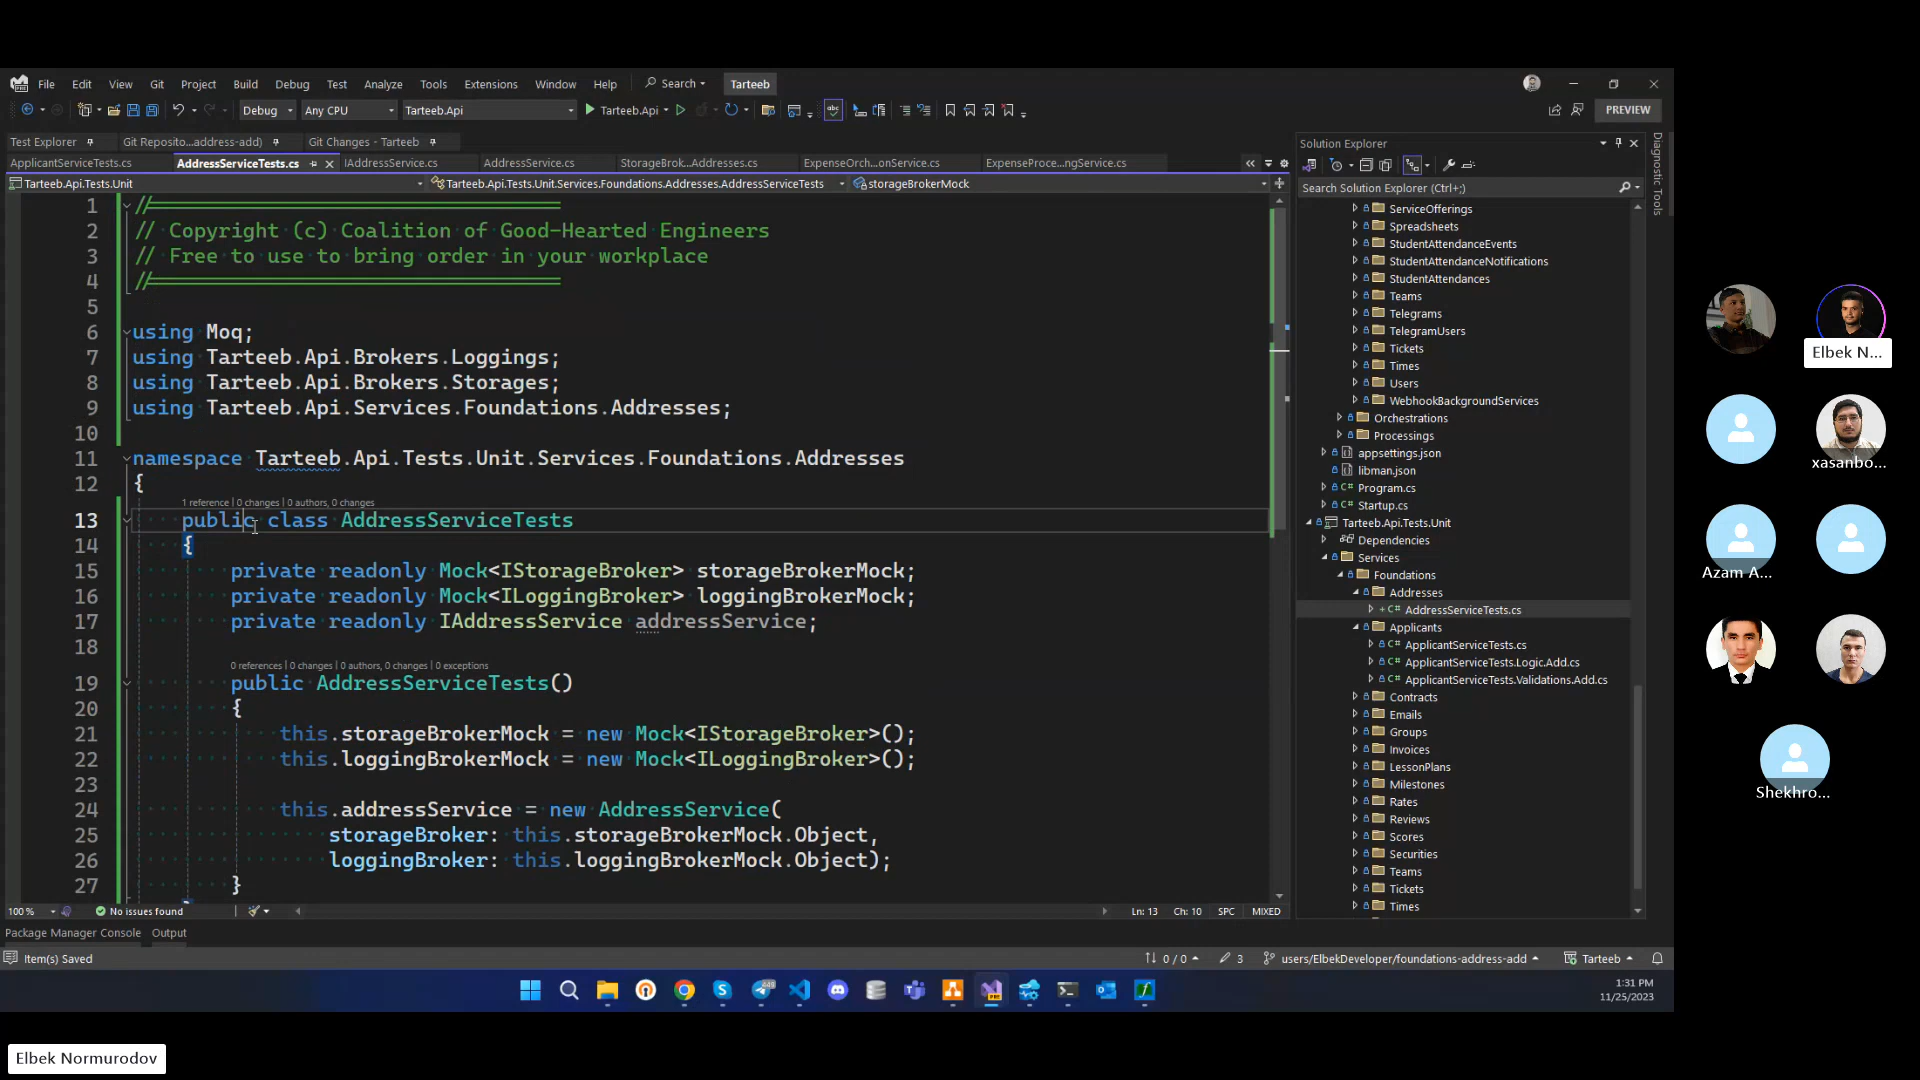 File Edit View Git Project Build Debug Test Analyze Tools Extensions Window Help Search Tarteeb
Debug Any CPU Tarteeb.Api Tarteeb.Api PREVIEW
Test Explorer Git Reposito...address-add) Git Changes - Tarteeb
ApplicantServiceTests.cs AddressServiceTests.cs IAddressService.cs AddressService.cs StorageBrok...Addresses.cs ExpenseOrch...onService.cs ExpenseProce...ngService.cs
Tarteeb.Api.Tests.Unit Tarteeb.Api.Tests.Unit.Services.Foundations.Addresses.AddressServiceTests storageBrokerMock
1 //═══════════════════════════
2 // Copyright (c) Coalition of Good-Hearted Engineers
3 // Free to use to bring order in your workplace
4 //═══════════════════════════
5
6 using Moq;
7 using Tarteeb.Api.Brokers.Loggings;
8 using Tarteeb.Api.Brokers.Storages;
9 using Tarteeb.Api.Services.Foundations.Addresses;
10
11 namespace Tarteeb.Api.Tests.Unit.Services.Foundations.Addresses
12 {
1 reference | 0 changes | 0 authors, 0 changes
13 public class AddressServiceTests
14 {
15 private readonly Mock<IStorageBroker> storageBrokerMock;
16 private readonly Mock<ILoggingBroker> loggingBrokerMock;
17 private readonly IAddressService addressService;
18
0 references | 0 changes | 0 authors, 0 changes | 0 exceptions
19 public AddressServiceTests()
20 {
21 this.storageBrokerMock = new Mock<IStorageBroker>();
22 this.loggingBrokerMock = new Mock<ILoggingBroker>();
23
24 this.addressService = new AddressService(
25 storageBroker: this.storageBrokerMock.Object,
26 loggingBroker: this.loggingBrokerMock.Object);
27 }
100 % No issues found Ln: 13 Ch: 10 SPC MIXED
Package Manager Console Output
Item(s) Saved 0 / 0 3 users/ElbekDeveloper/foundations-address-add Tarteeb
Solution Explorer
Search Solution Explorer (Ctrl+;)
ServiceOfferings
Spreadsheets
StudentAttendanceEvents
StudentAttendanceNotifications
StudentAttendances
Teams
Telegrams
TelegramUsers
Tickets
Times
Users
WebhookBackgroundServices
Orchestrations
Processings
appsettings.json
libman.json
Program.cs
Startup.cs
Tarteeb.Api.Tests.Unit
Dependencies
Services
Foundations
Addresses
AddressServiceTests.cs
Applicants
ApplicantServiceTests.cs
ApplicantServiceTests.Logic.Add.cs
ApplicantServiceTests.Validations.Add.cs
Contracts
Emails
Groups
Invoices
LessonPlans
Milestones
Rates
Reviews
Scores
Securities
Teams
Tickets
Times
Diagnostic Tools
1:31 PM
11/25/2023
Elbek N...
xasanbo...
Azam A...
Shekhro...
Elbek Normurodov